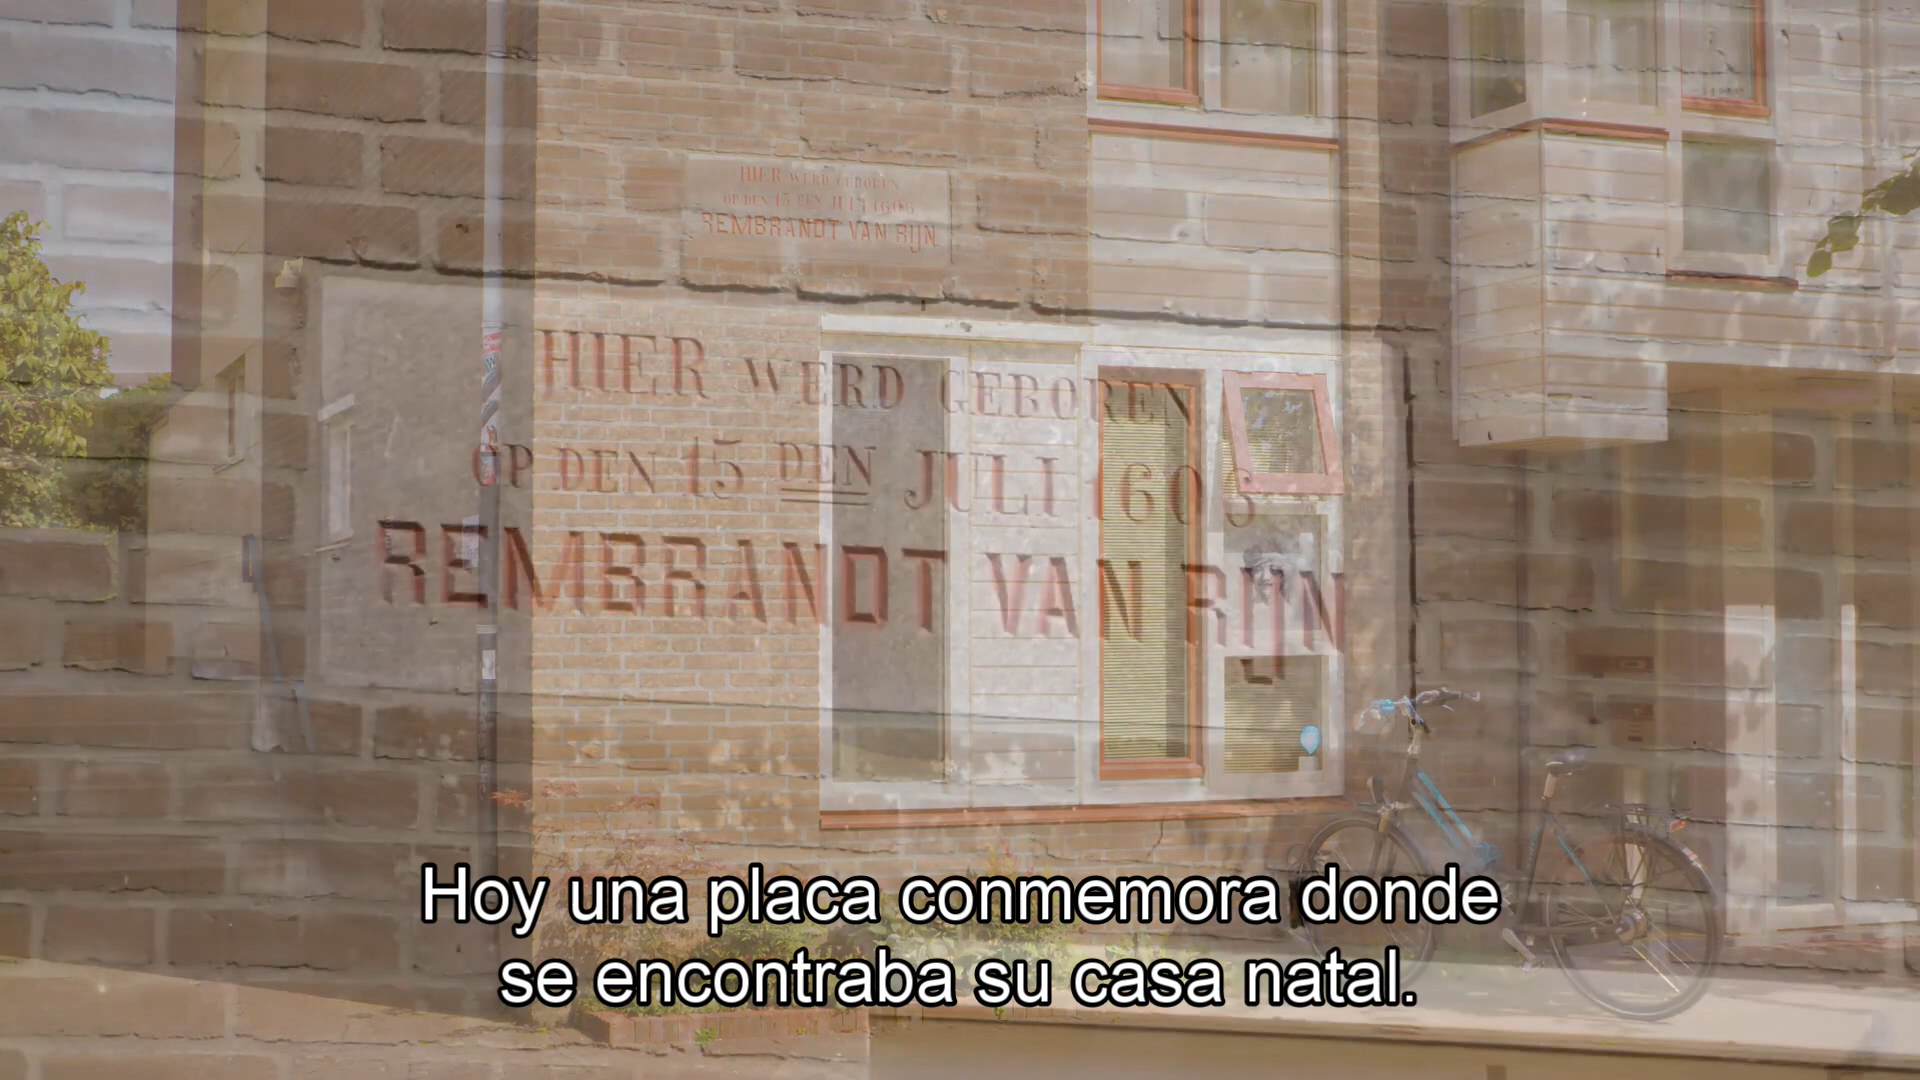 HIER WERD GEBOREN
OP DEN 15 DEN JULI 1606
REMBRANDT VAN RIJN
HIER WERD GEBOREN
OP DEN 15 DEN JULI 1606
REMBRANDT VAN RIJN
Hoy una placa conmemora donde
se encontraba su casa natal.